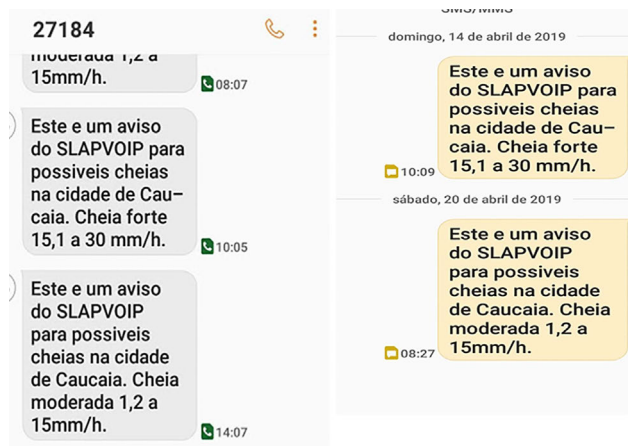 27184
moderada 1,2 a
15mm/h.
08:07
Este e um aviso
do SLAPVOIP para
possiveis cheias
na cidade de Cau–
caia. Cheia forte
15,1 a 30 mm/h.
10:05
Este e um aviso
do SLAPVOIP
para possiveis
cheias na cidade
de Caucaia. Cheia
moderada 1,2 a
15mm/h.
14:07
SMS/MMS
domingo, 14 de abril de 2019
Este e um aviso
do SLAPVOIP para
possiveis cheias
na cidade de Cau–
caia. Cheia forte
15,1 a 30 mm/h.
10:09
sábado, 20 de abril de 2019
Este e um aviso
do SLAPVOIP
para possiveis
cheias na cidade
de Caucaia. Cheia
moderada 1,2 a
15mm/h.
08:27